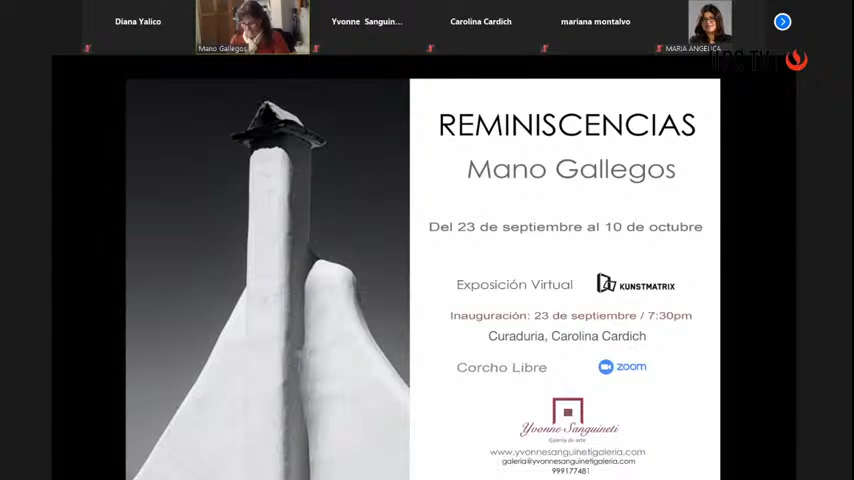 Diana Yalico
Mano Gallegos
Yvonne Sanguin...
Carolina Cardich
mariana montalvo
MARIA ANGELICA
UPC TV
REMINISCENCIAS
Mano Gallegos
Del 23 de septiembre al 10 de octubre
Exposición Virtual KUNSTMATRIX
Inauguración: 23 de septiembre / 7:30pm
Curaduria, Carolina Cardich
Corcho Libre zoom
Yvonne Sanguineti
Galería de arte
www.yvonnesanguinetigaleria.com
galeria@yvonnesanguinetigaleria.com
999177481